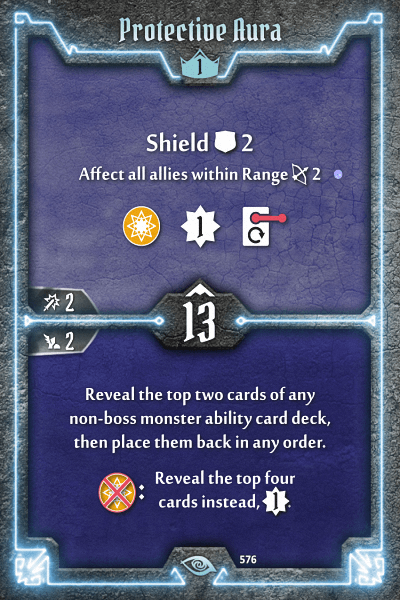 Protective Aura
1
Shield 2
Affect all allies within Range 2
1
2
13
2
Reveal the top two cards of any
non-boss monster ability card deck,
then place them back in any order.
: Reveal the top four
cards instead, 1.
576